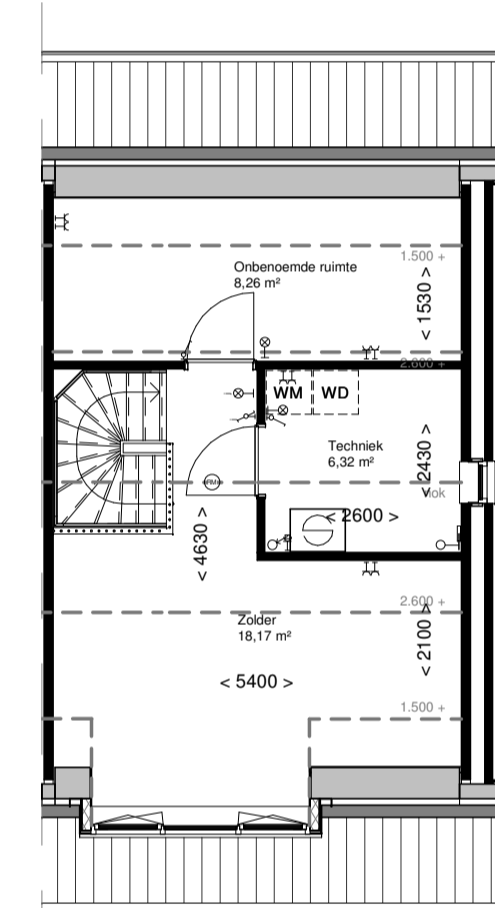 1.500 +
Onbenoemde ruimte
8,26 m²
< 1530 >
2.600 +
WM
WD
Techniek
6,32 m²
< 2430 >
nok
< 2600 >
< 4630 >
2.600 +
Zolder
18,17 m²
< 2100 >
< 5400 >
1.500 +